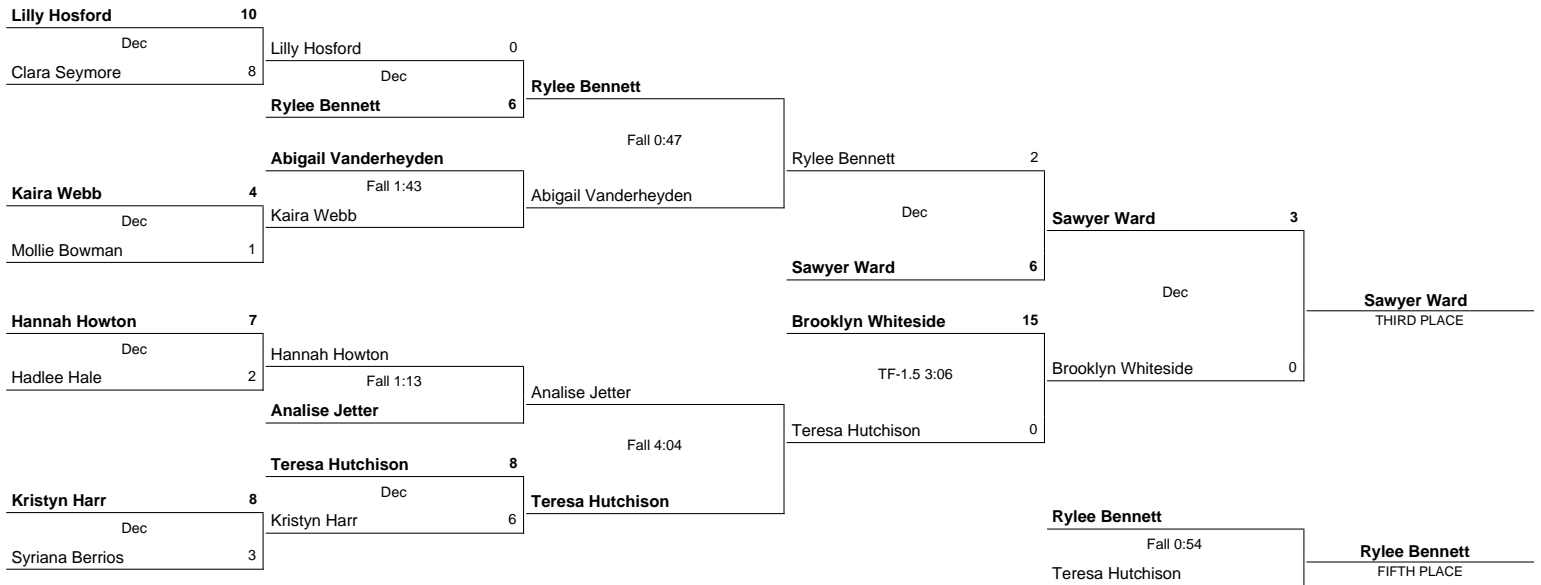 Lilly Hosford 10
Dec
Clara Seymore 8
Kaira Webb 4
Dec
Mollie Bowman 1
Hannah Howton 7
Dec
Hadlee Hale 2
Kristyn Harr 8
Dec
Syriana Berrios 3
Lilly Hosford 0
Dec
Rylee Bennett 6
Abigail Vanderheyden
Fall 1:43
Kaira Webb
Hannah Howton
Fall 1:13
Analise Jetter
Teresa Hutchison 8
Dec
Kristyn Harr 6
Rylee Bennett
Fall 0:47
Abigail Vanderheyden
Analise Jetter
Fall 4:04
Teresa Hutchison
Rylee Bennett 2
Dec
Sawyer Ward 6
Brooklyn Whiteside 15
TF-1.5 3:06
Teresa Hutchison 0
Sawyer Ward 3
Dec
Brooklyn Whiteside 0
Sawyer Ward
THIRD PLACE
Rylee Bennett
Fall 0:54
Teresa Hutchison
Rylee Bennett
FIFTH PLACE